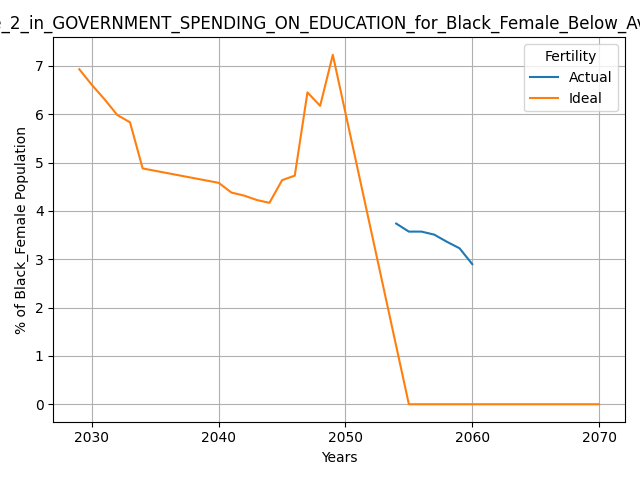 _2_in_GOVERNMENT_SPENDING_ON_EDUCATION_for_Black_Female_Below_Av
Fertility
Actual
Ideal
% of Black_Female Population
7
6
5
4
3
2
1
0
2030 2040 2050 2060 2070
Years